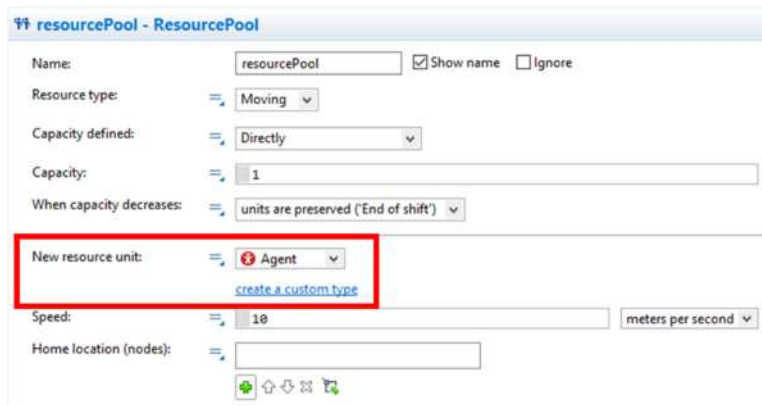 resourcePool - ResourcePool
Name: resourcePool Show name Ignore
Resource type: Moving
Capacity defined: Directly
Capacity: 1
When capacity decreases: units are preserved ('End of shift')
New resource unit: Agent
create a custom type
Speed: 10 meters per second
Home location (nodes):